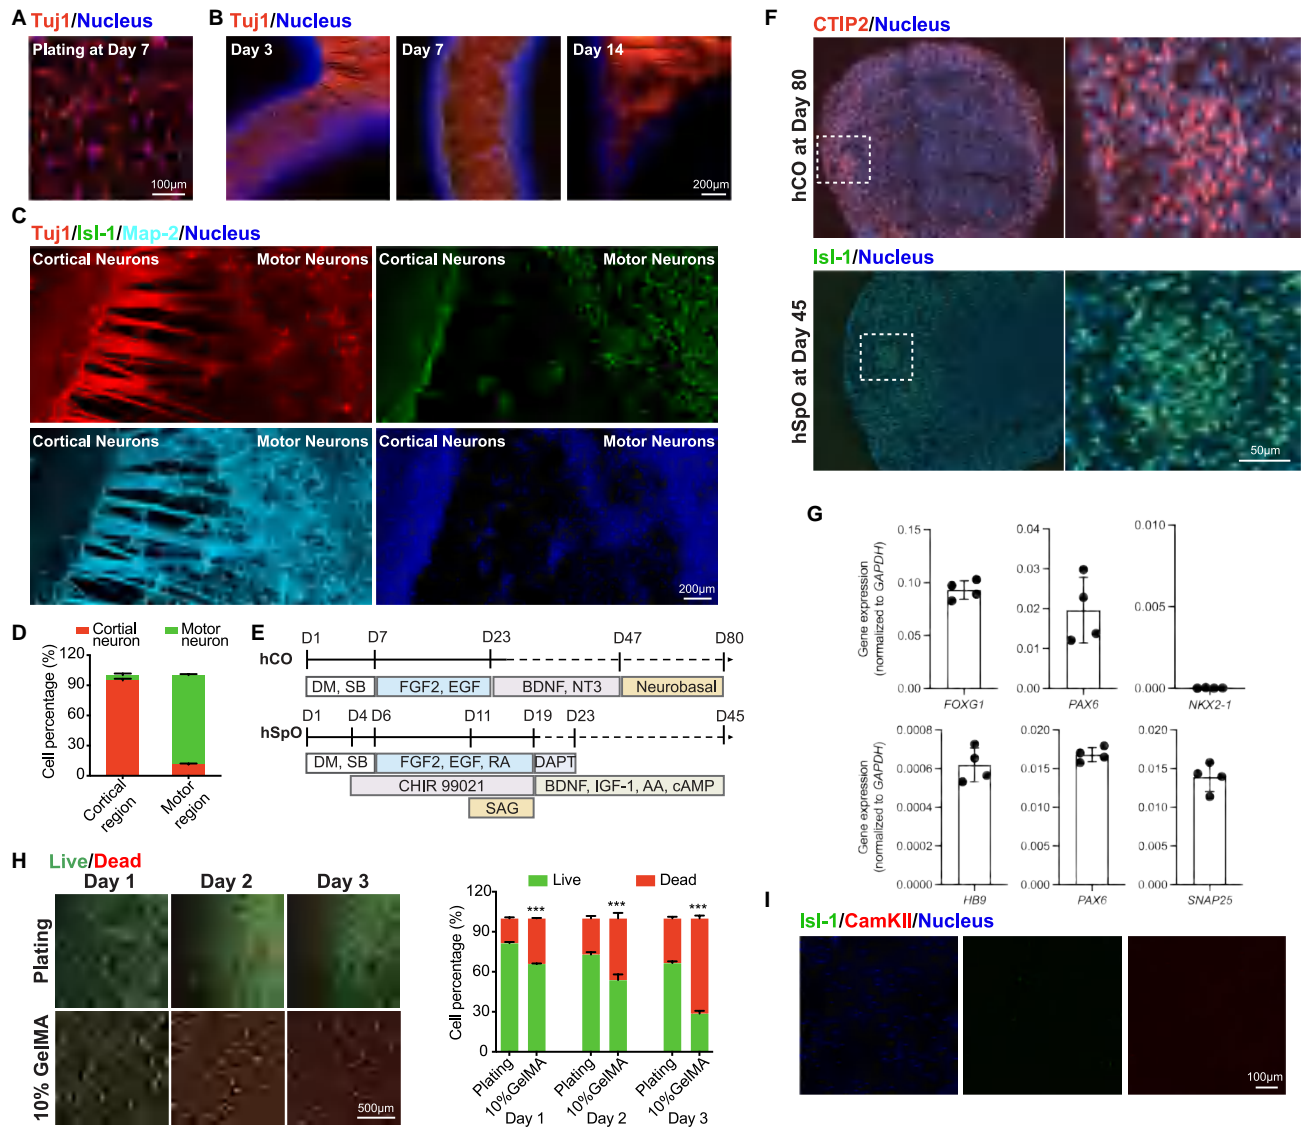 A Tuj1/Nucleus
Plating at Day 7
100μm
B Tuj1/Nucleus
Day 3
Day 7
Day 14
200μm
C
Tuj1/Isl-1/Map-2/Nucleus
Cortical Neurons Motor Neurons
Cortical Neurons Motor Neurons
Cortical Neurons Motor Neurons
Cortical Neurons Motor Neurons
200μm
D
Cortial neuron
Motor neuron
Cell percentage (%)
120
90
60
30
0
Cortical region
Motor region
E
D1 D7 D23 D47 D80
hCO
DM, SB FGF2, EGF BDNF, NT3 Neurobasal
D1 D4 D6 D11 D19 D23 D45
hSpO
DM, SB FGF2, EGF, RA DAPT
CHIR 99021 BDNF, IGF-1, AA, cAMP
SAG
F
CTIP2/Nucleus
hCO at Day 80
Isl-1/Nucleus
hSpO at Day 45
50μm
G
Gene expression
(normalized to GAPDH)
0.15
0.10
0.05
0.00
FOXG1
0.04
0.03
0.02
0.01
0.00
PAX6
0.010
0.005
0.000
NKX2-1
Gene expression
(normalized to GAPDH)
0.0008
0.0006
0.0004
0.0002
0.0000
HB9
0.020
0.015
0.010
0.005
0.000
PAX6
0.020
0.015
0.010
0.005
0.000
SNAP25
H Live/Dead
Day 1 Day 2 Day 3
Plating
10% GelMA
500μm
Live Dead
Cell percentage (%)
120
90
60
30
0
*** *** ***
Plating 10%GelMA Plating 10%GelMA Plating 10%GelMA
Day 1 Day 2 Day 3
I
Isl-1/CamKII/Nucleus
100μm